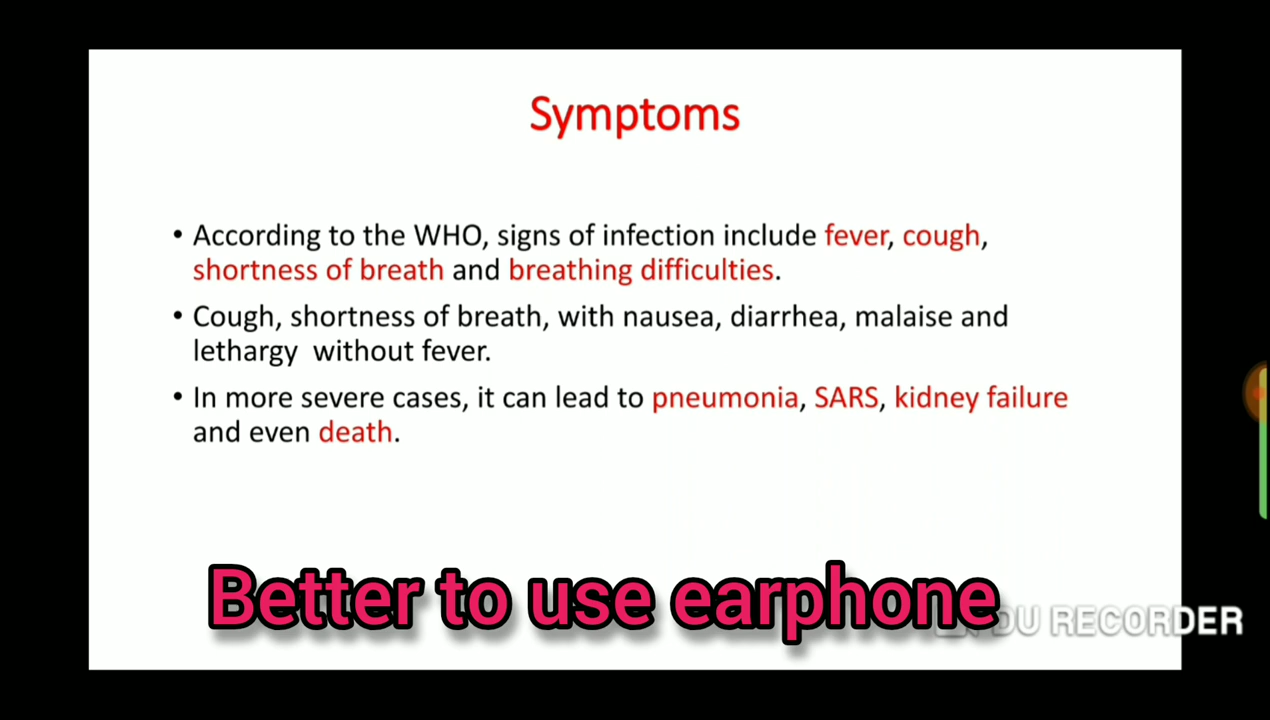 Symptoms
• According to the WHO, signs of infection include fever, cough,
shortness of breath and breathing difficulties.
• Cough, shortness of breath, with nausea, diarrhea, malaise and
lethargy  without fever.
• In more severe cases, it can lead to pneumonia, SARS, kidney failure
and even death.
Better to use earphone
DU RECORDER